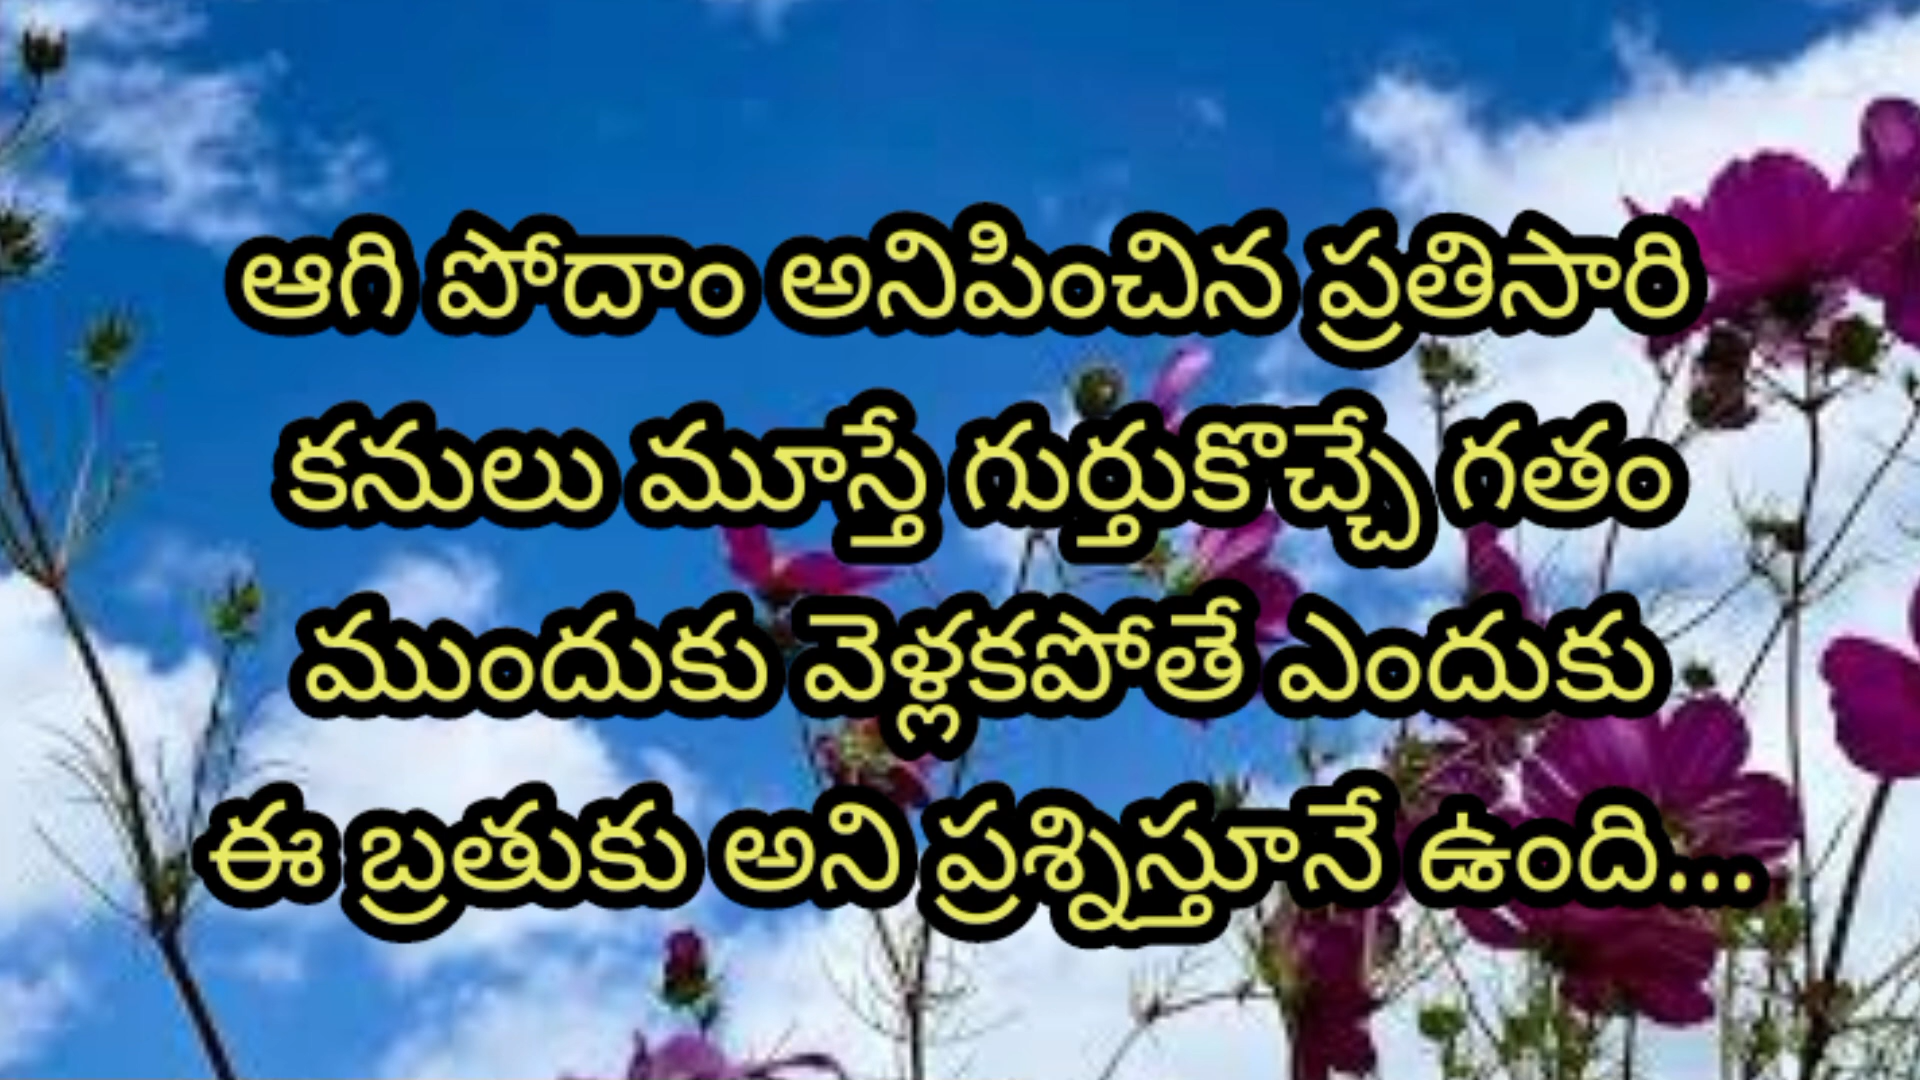 ఆగి పోదాం అనిపించిన ప్రతిసారి
కనులు మూస్తే గుర్తుకొచ్చే గతం
ముందుకు వెళ్లకపోతే ఎందుకు
ఈ బ్రతుకు అని ప్రశ్నిస్తూనే ఉంది...